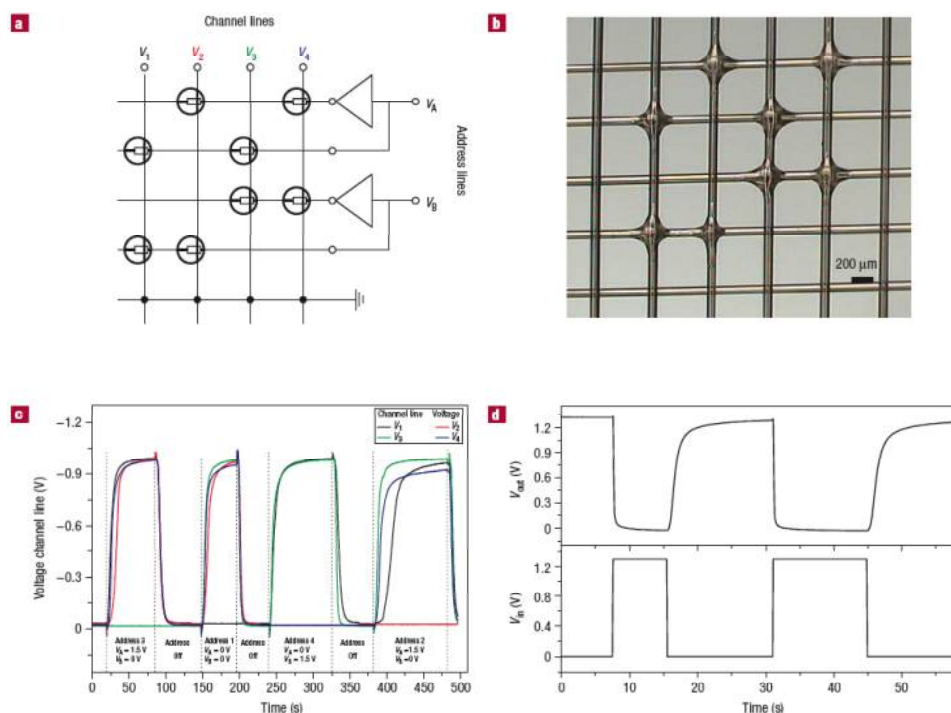 a
Channel lines
V1 V2 V3 V4
VA
VB
Address lines
b
200 μm
c
Channel line Voltage
V1 V2
V3 V4
Voltage channel line (V)
−1.2
−0.9
−0.6
−0.3
0
Address 3
VA = 1.5 V
VB = 0 V
Address
Off
Address 1
VA = 0 V
VB = 0 V
Address
Off
Address 4
VA = 0 V
VB = 1.5 V
Address
Off
Address 2
=1.5 V
=0 V
0 50 100 150 200 250 300 350 400 450 500
Time (s)
d
Vout (V)
1.2
0.9
0.6
0.3
0
Vin (V)
1.2
0.8
0.4
0
0 10 20 30 40 50
Time (s)